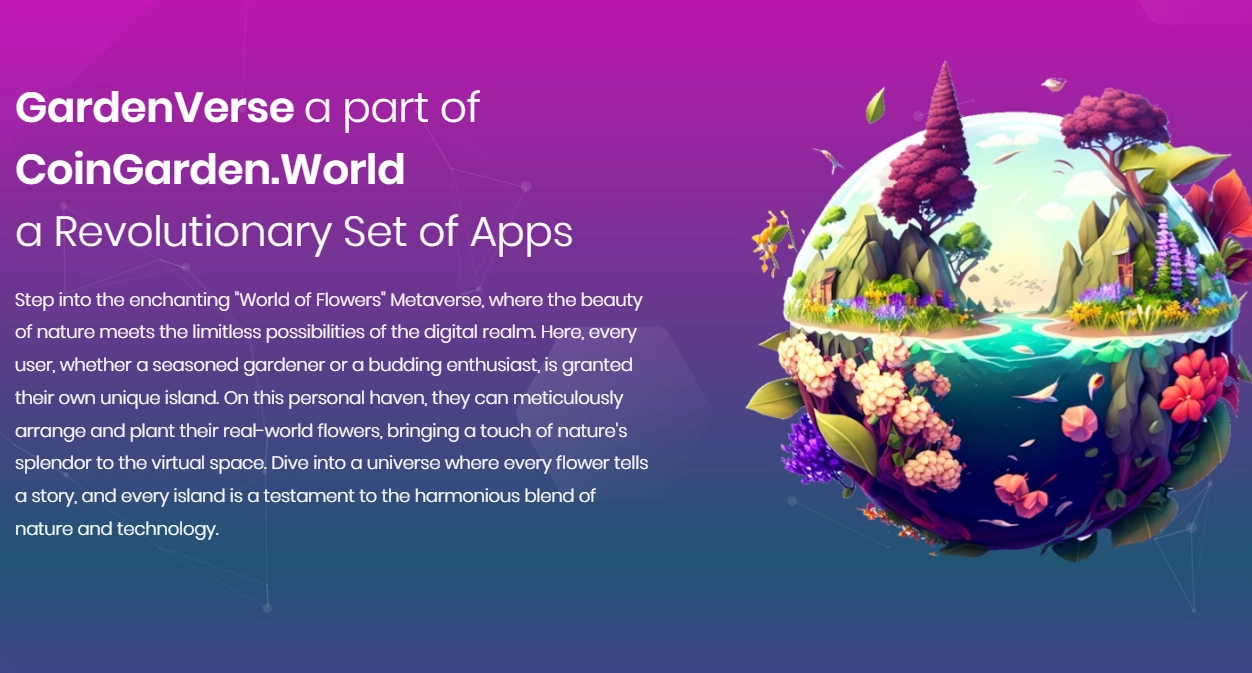 GardenVerse a part of
CoinGarden.World
a Revolutionary Set of Apps
Step into the enchanting "World of Flowers" Metaverse, where the beauty
of nature meets the limitless possibilities of the digital realm. Here, every
user, whether a seasoned gardener or a budding enthusiast, is granted
their own unique island. On this personal haven, they can meticulously
arrange and plant their real-world flowers, bringing a touch of nature's
splendor to the virtual space. Dive into a universe where every flower tells
a story, and every island is a testament to the harmonious blend of
nature and technology.